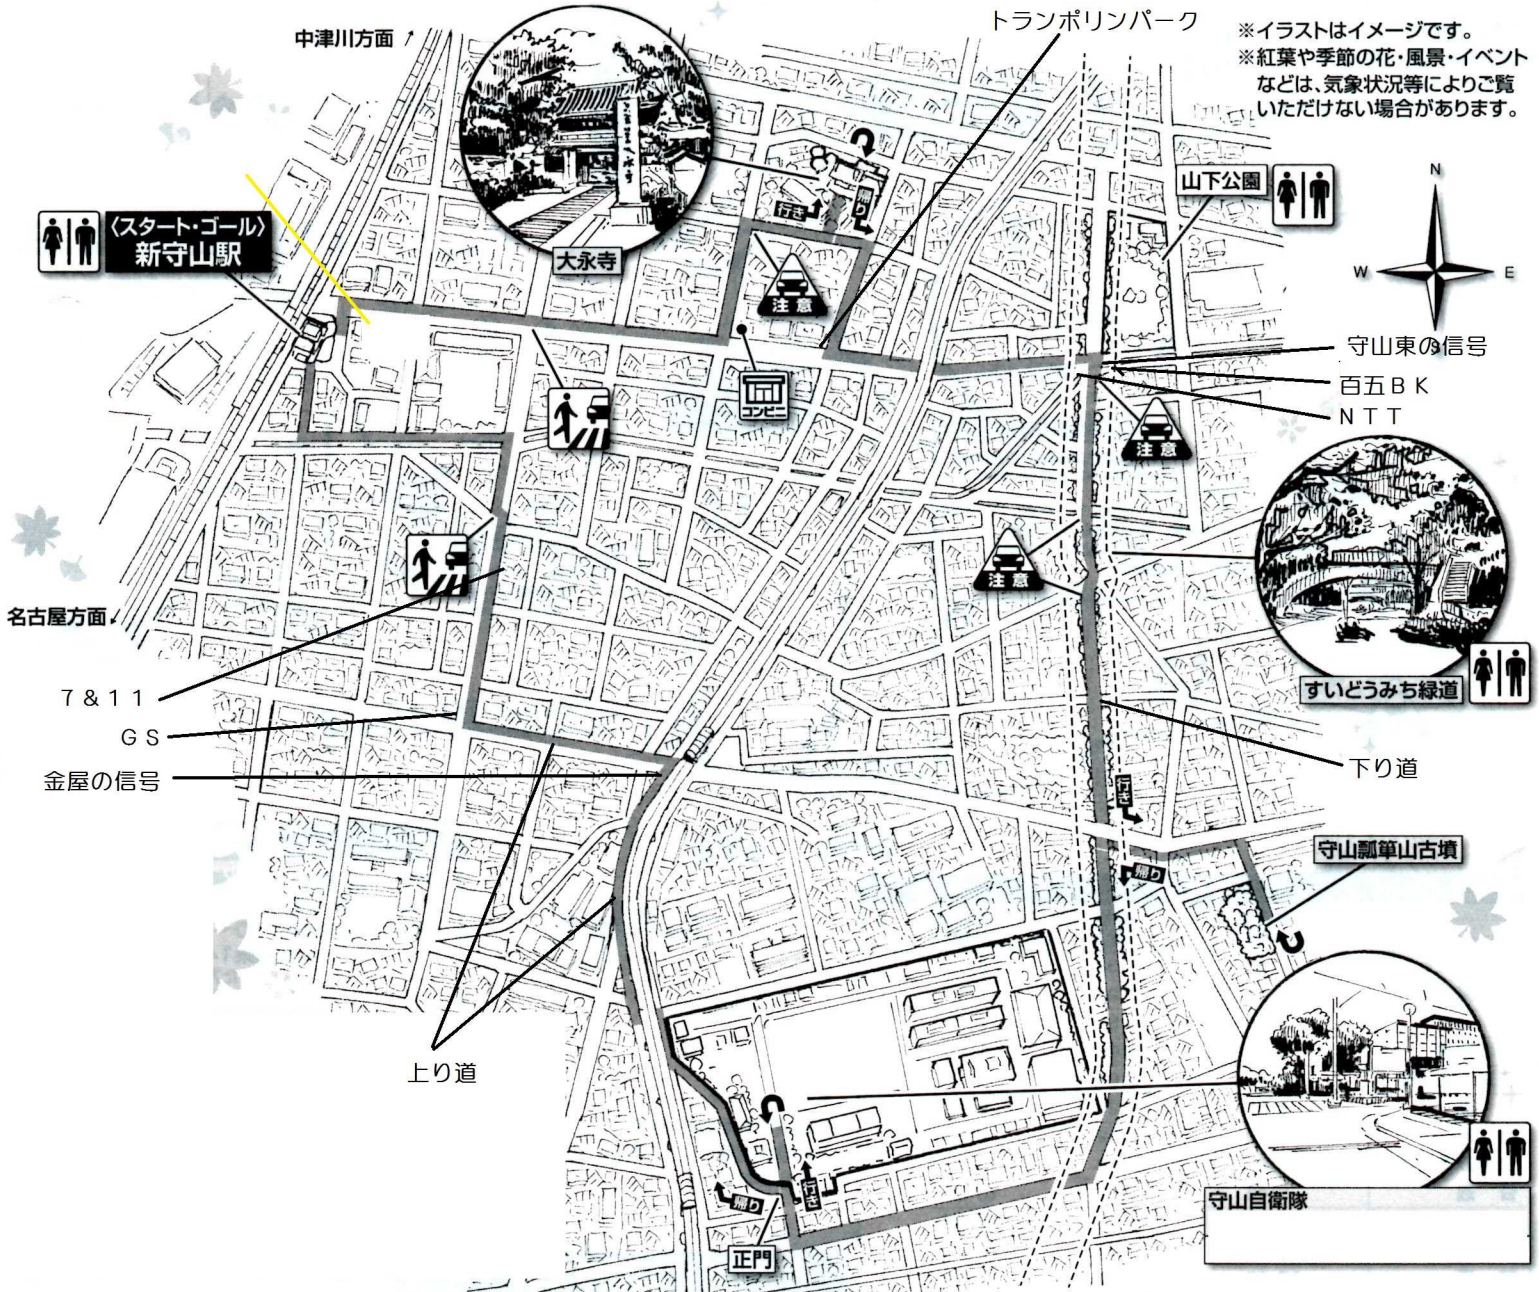 中津川方面
トランポリンパーク
※イラストはイメージです。
※紅葉や季節の花・風景・イベント
などは、気象状況等によりご覧
いただけない場合があります。
N
W
E
S
山下公園
〈スタート・ゴール〉
新守山駅
大永寺
行き
帰り
注意
コンビニ
守山東の信号
百五BK
NTT
注意
注意
名古屋方面
すいどうみち緑道
7&11
GS
金屋の信号
下り道
行き
帰り
守山瓢箪山古墳
上り道
行き
帰り
正門
守山自衛隊